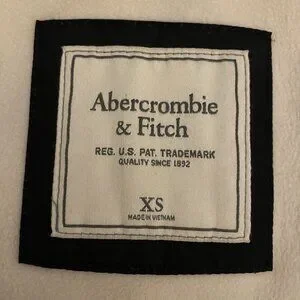 Abercrombie
& Fitch
REG. U.S. PAT. TRADEMARK
QUALITY SINCE 1892
XS
MADE IN VIETNAM